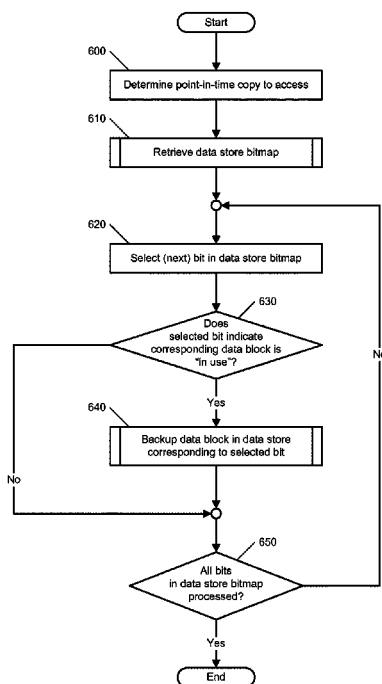 Start
600
Determine point-in-time copy to access
610
Retrieve data store bitmap
620
Select (next) bit in data store bitmap
630
Does
selected bit indicate
corresponding data block is
"in use"?
No
Yes
640
Backup data block in data store
corresponding to selected bit
No
650
All bits
in data store bitmap
processed?
Yes
End